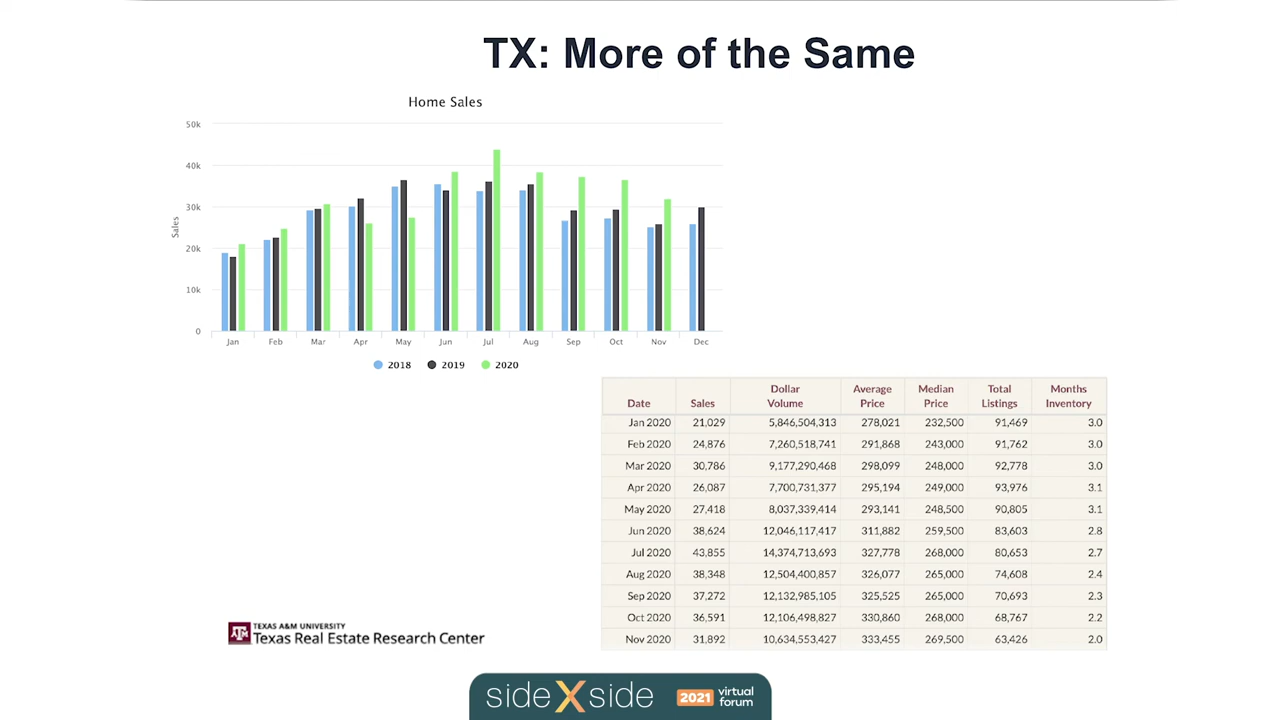 TX: More of the Same
Home Sales
50k
40k
30k
20k
10k
0
Sales
Jan Feb Mar Apr May Jun Jul Aug Sep Oct Nov Dec
2018 2019 2020
Date Sales Dollar Volume Average Price Median Price Total Listings Months Inventory
Jan 2020 21,029 5,846,504,313 278,021 232,500 91,469 3.0
Feb 2020 24,876 7,260,518,741 291,868 243,000 91,762 3.0
Mar 2020 30,786 9,177,290,468 298,099 248,000 92,778 3.0
Apr 2020 26,087 7,700,731,377 295,194 249,000 93,976 3.1
May 2020 27,418 8,037,339,414 293,141 248,500 90,805 3.1
Jun 2020 38,624 12,046,117,417 311,882 259,500 83,603 2.8
Jul 2020 43,855 14,374,713,693 327,778 268,000 80,653 2.7
Aug 2020 38,348 12,504,400,857 326,077 265,000 74,608 2.4
Sep 2020 37,272 12,132,985,105 325,525 265,000 70,693 2.3
Oct 2020 36,591 12,106,498,827 330,860 268,000 68,767 2.2
Nov 2020 31,892 10,634,553,427 333,455 269,500 63,426 2.0
ATM TEXAS A&M UNIVERSITY
Texas Real Estate Research Center
side X side 2021 virtual forum